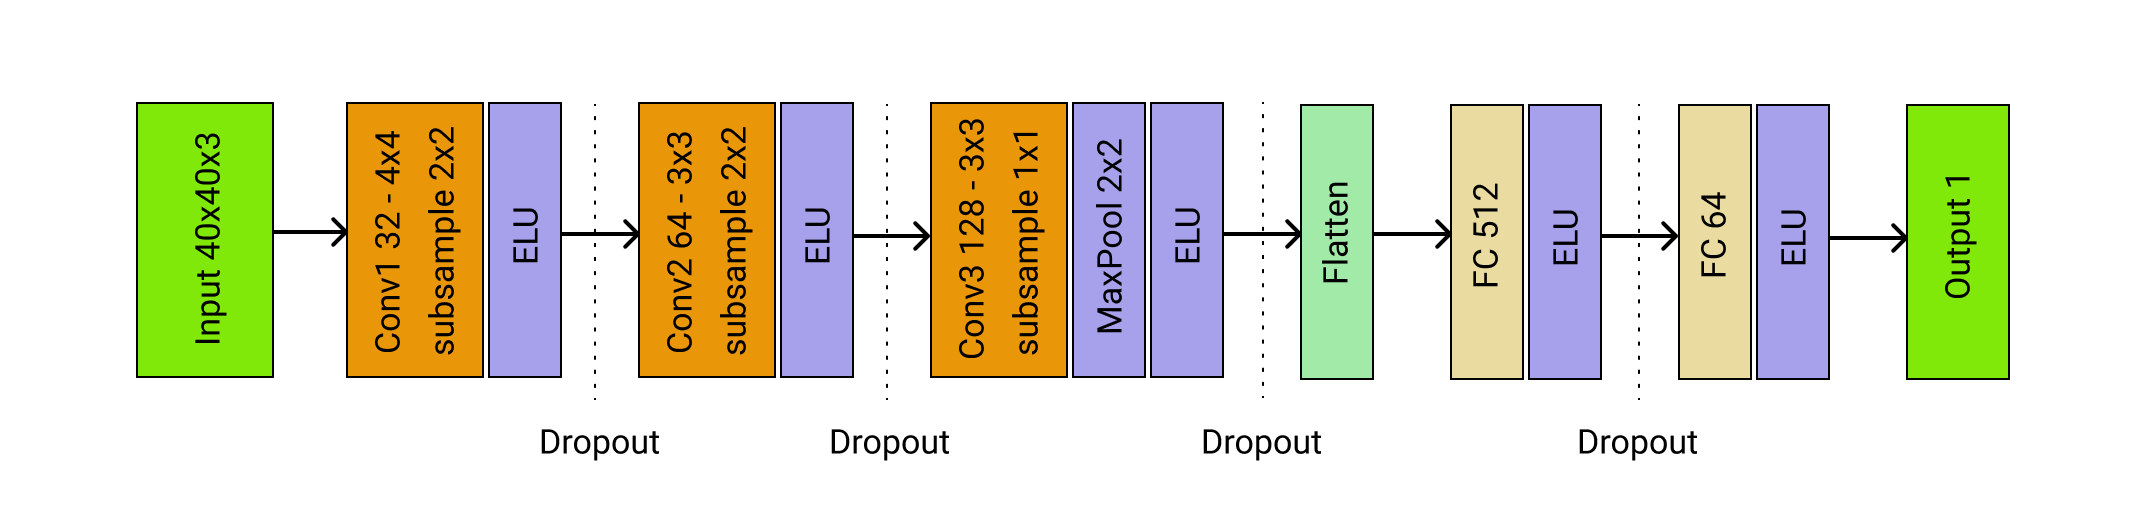 Input 40x40x3
Conv1 32 - 4x4
subsample 2x2
ELU
Dropout
Conv2 64 - 3x3
subsample 2x2
ELU
Dropout
Conv3 128 - 3x3
subsample 1x1
MaxPool 2x2
ELU
Dropout
Flatten
FC 512
ELU
Dropout
FC 64
ELU
Output 1